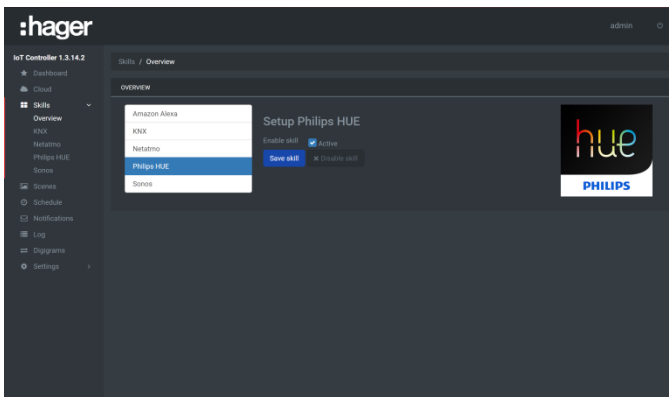 :hager
admin
IoT Controller 1.3.14.2
Dashboard
Cloud
Skills
Overview
KNX
Netatmo
Philips HUE
Sonos
Scenes
Schedule
Notifications
Log
Digigrams
Settings
Skills / Overview
OVERVIEW
Amazon Alexa
KNX
Netatmo
Philips HUE
Sonos
Setup Philips HUE
Enable skill Active
Save skill Disable skill
hue
PHILIPS